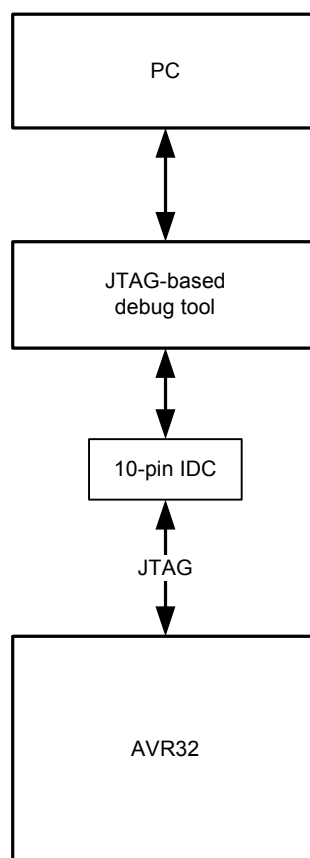 PC
JTAG-based
debug tool
10-pin IDC
JTAG
AVR32